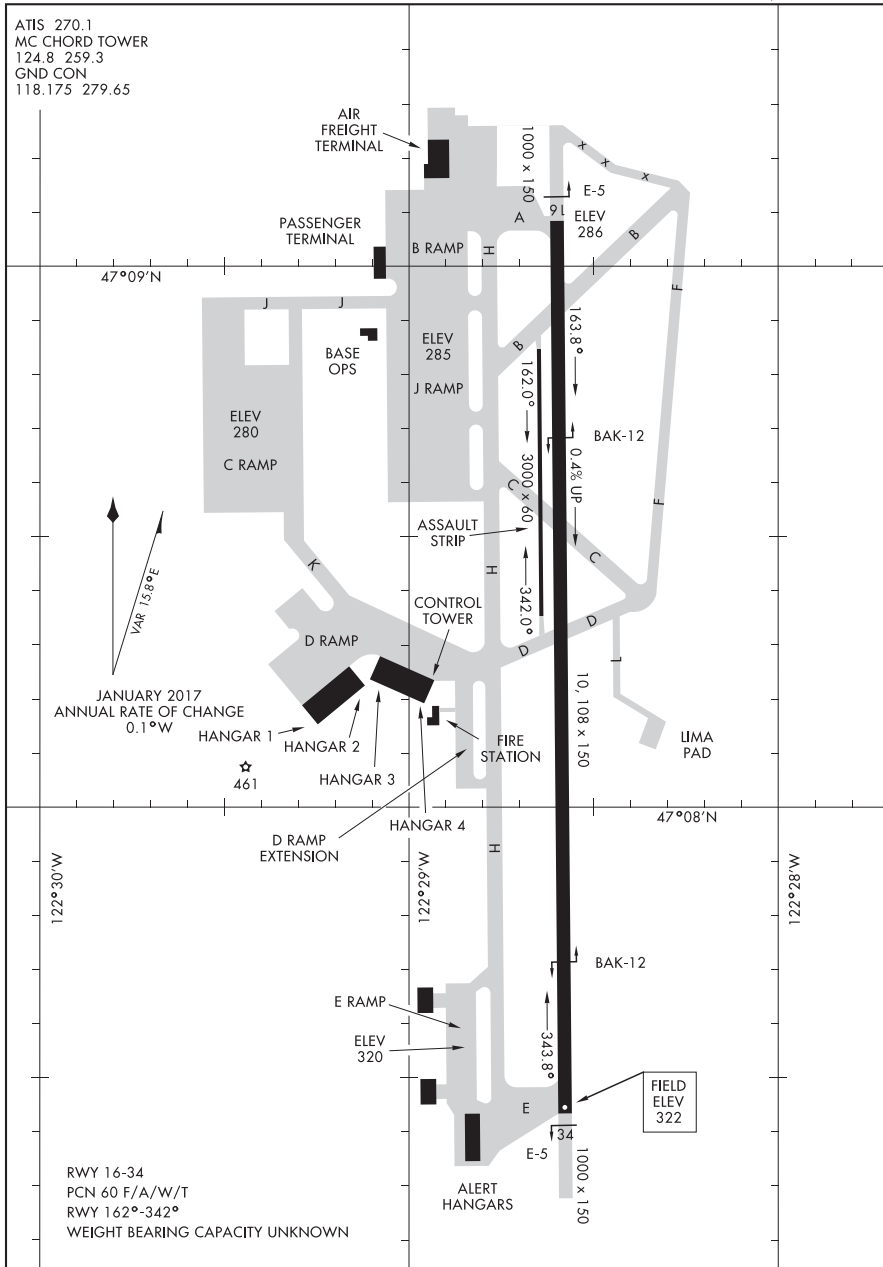 ATIS 270.1
MC CHORD TOWER
124.8 259.3
GND CON
118.175 279.65
AIR
FREIGHT
TERMINAL
1000 x 150
x
x
x
E-5
16
ELEV
286
A
PASSENGER
TERMINAL
B RAMP
H
B
47°09'N
J
J
F
BASE
OPS
ELEV
285
J RAMP
B
163.8°
162.0°
ELEV
280
C RAMP
BAK-12
0.4% UP
3000 x 60
C
F
ASSAULT
STRIP
VAR 15.8°E
K
H
C
342.0°
CONTROL
TOWER
D RAMP
D
D
L
JANUARY 2017
ANNUAL RATE OF CHANGE
0.1°W
HANGAR 1
HANGAR 2
HANGAR 3
FIRE
STATION
10,108 x 150
LIMA
PAD
461
HANGAR 4
47°08'N
D RAMP
EXTENSION
H
122°30'W
122°29'W
122°28'W
BAK-12
E RAMP
ELEV
320
343.8°
E
FIELD
ELEV
322
34
E-5
1000 x 150
ALERT
HANGARS
RWY 16-34
PCN 60 F/A/W/T
RWY 162°-342°
WEIGHT BEARING CAPACITY UNKNOWN